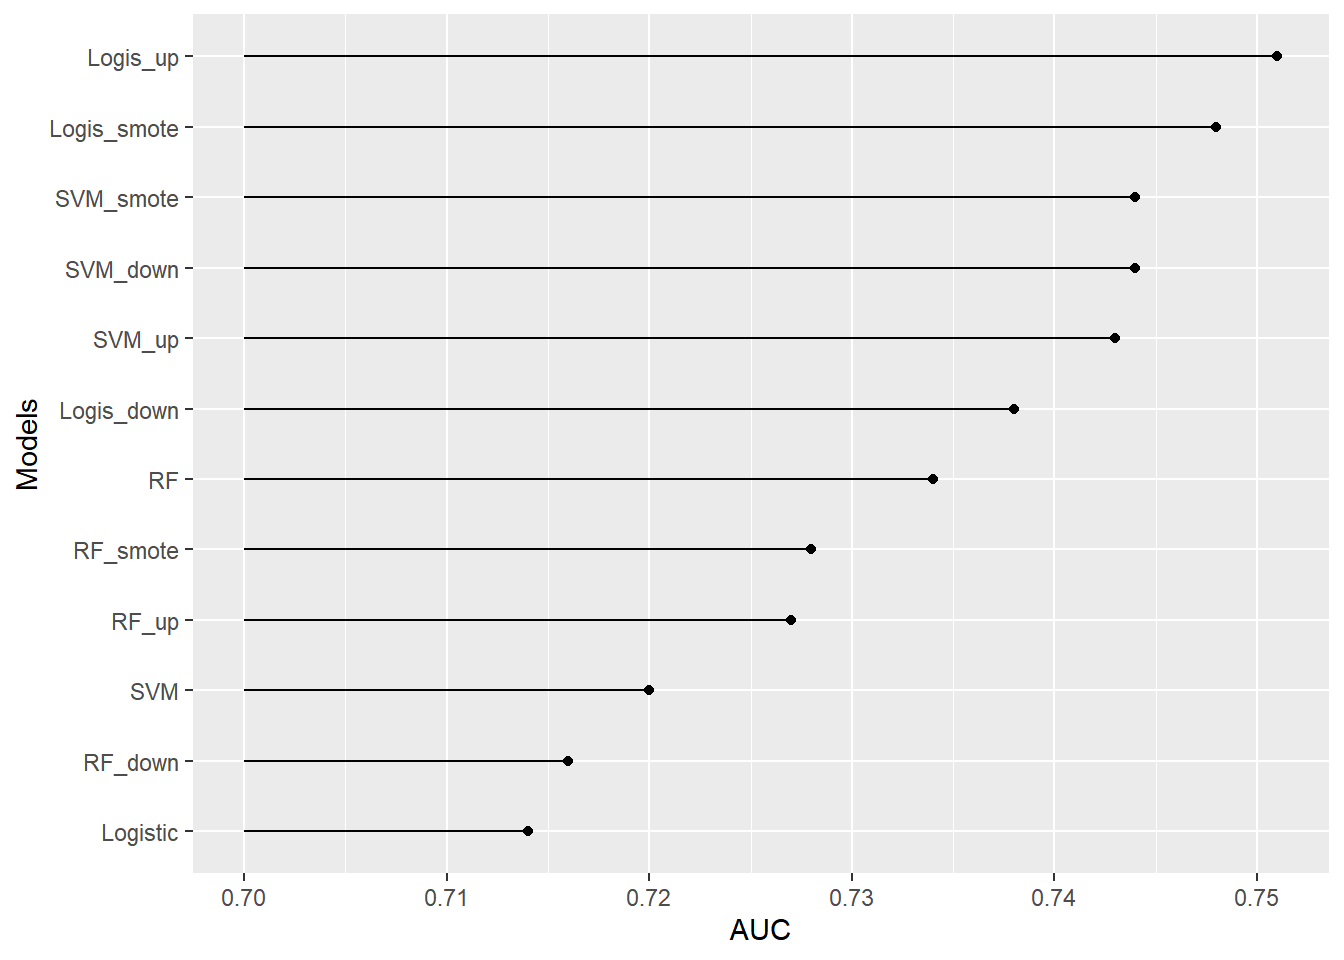 Logis_up
Logis_smote
SVM_smote
SVM_down
SVM_up
Logis_down
RF
RF_smote
RF_up
SVM
RF_down
Logistic
Models
0.70 0.71 0.72 0.73 0.74 0.75
AUC